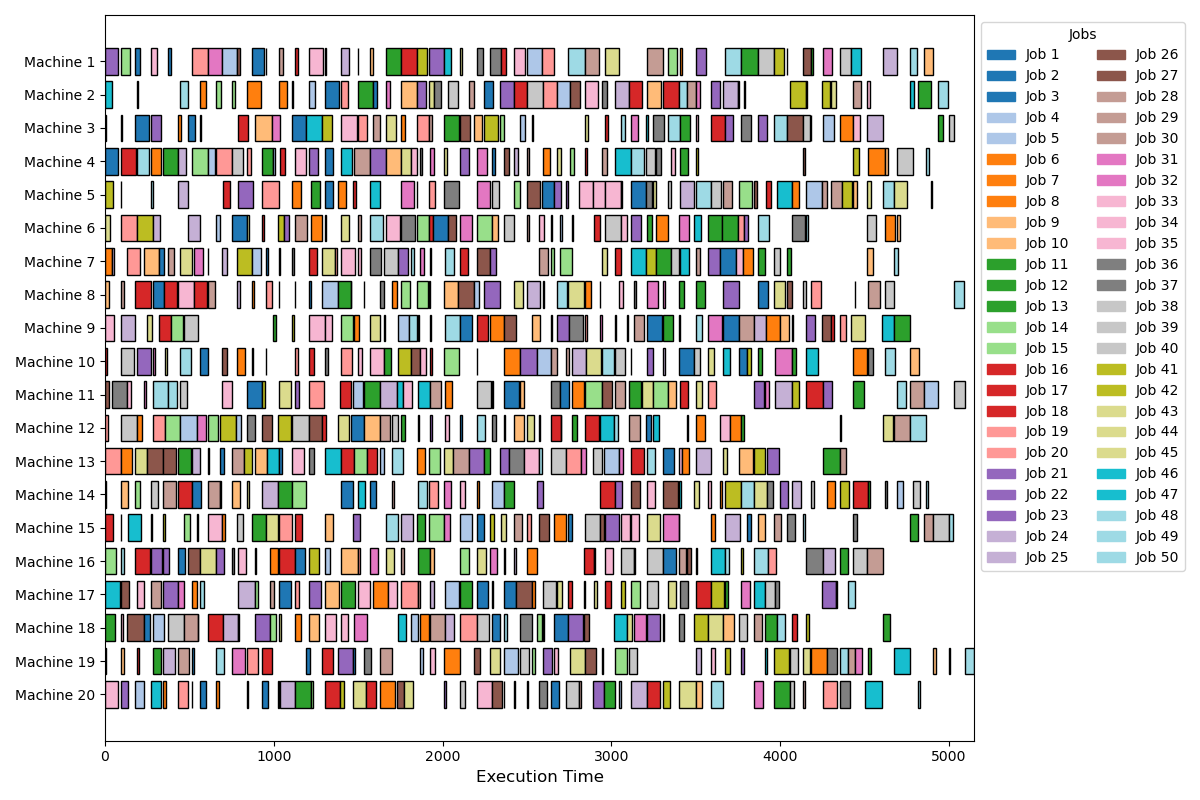 Machine 1
Machine 2
Machine 3
Machine 4
Machine 5
Machine 6
Machine 7
Machine 8
Machine 9
Machine 10
Machine 11
Machine 12
Machine 13
Machine 14
Machine 15
Machine 16
Machine 17
Machine 18
Machine 19
Machine 20
0 1000 2000 3000 4000 5000
Execution Time
Jobs
Job 1 Job 26
Job 2 Job 27
Job 3 Job 28
Job 4 Job 29
Job 5 Job 30
Job 6 Job 31
Job 7 Job 32
Job 8 Job 33
Job 9 Job 34
Job 10 Job 35
Job 11 Job 36
Job 12 Job 37
Job 13 Job 38
Job 14 Job 39
Job 15 Job 40
Job 16 Job 41
Job 17 Job 42
Job 18 Job 43
Job 19 Job 44
Job 20 Job 45
Job 21 Job 46
Job 22 Job 47
Job 23 Job 48
Job 24 Job 49
Job 25 Job 50